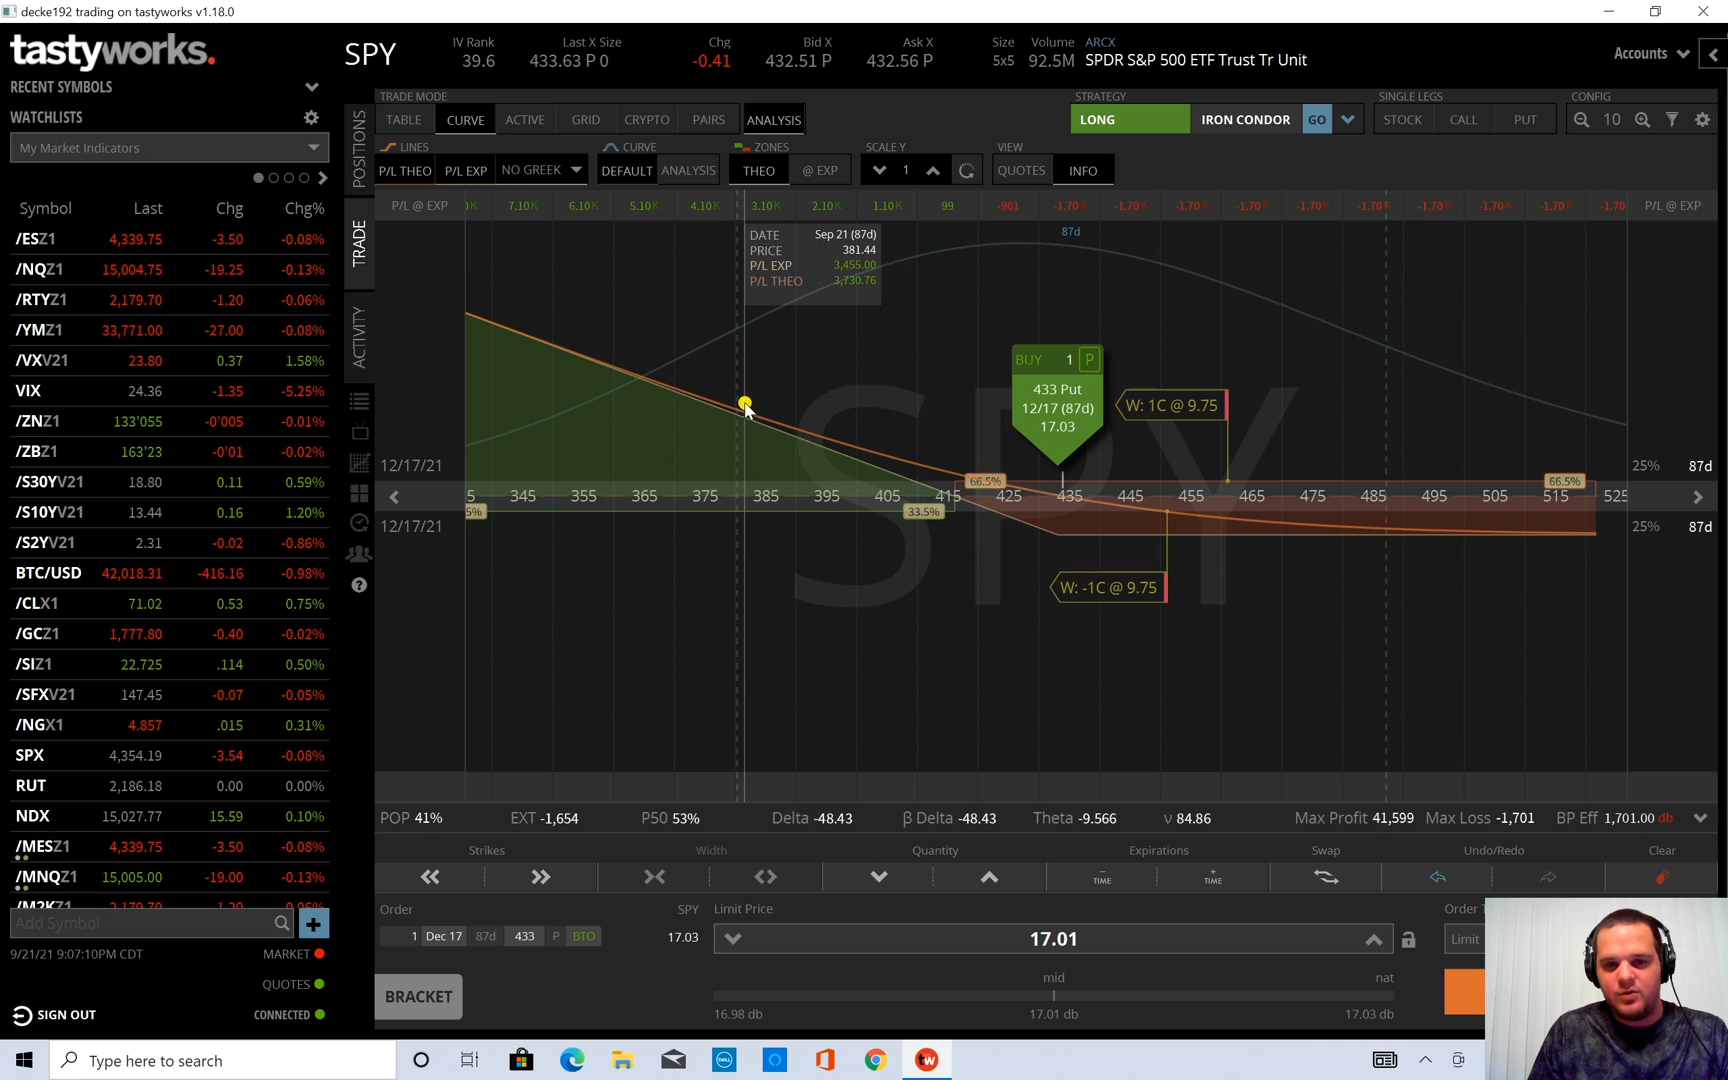 decke192 trading on tastyworks v1.18.0
tastyworks.
RECENT SYMBOLS
WATCHLISTS
My Market Indicators
Symbol Last Chg Chg%
/ESZ1 4,339.75 -3.50 -0.08%
/NQZ1 15,004.75 -19.25 -0.13%
/RTYZ1 2,179.70 -1.20 -0.06%
/YMZ1 33,771.00 -27.00 -0.08%
/VXV21 23.80 0.37 1.58%
VIX 24.36 -1.35 -5.25%
/ZNZ1 133'055 -0'005 -0.01%
/ZBZ1 163'23 -0'01 -0.02%
/S30YV21 18.80 0.11 0.59%
/S10YV21 13.44 0.16 1.20%
/S2YV21 2.31 -0.02 -0.86%
BTC/USD 42,018.31 -416.16 -0.98%
/CLX1 71.02 0.53 0.75%
/GCZ1 1,777.80 -0.40 -0.02%
/SIZ1 22.725 .114 0.50%
/SFXV21 147.45 -0.07 -0.05%
/NGX1 4.857 .015 0.31%
SPX 4,354.19 -3.54 -0.08%
RUT 2,186.18 0.00 0.00%
NDX 15,027.77 15.59 0.10%
/MESZ1 4,339.75 -3.50 -0.08%
/MNQZ1 15,005.00 -19.00 -0.13%
/M2KZ1 2,179.70 -1.20 -0.06%
Add Symbol
9/21/21 9:07:10PM CDT MARKET
QUOTES
SIGN OUT CONNECTED
POSITIONS
TRADE
ACTIVITY
SPY
IV Rank Last X Size Chg Bid X Ask X Size Volume ARCX
39.6 433.63 P 0 -0.41 432.51 P 432.56 P 5x5 92.5M SPDR S&P 500 ETF Trust Tr Unit
Accounts
TRADE MODE STRATEGY SINGLE LEGS CONFIG
TABLE CURVE ACTIVE GRID CRYPTO PAIRS ANALYSIS LONG IRON CONDOR GO STOCK CALL PUT 10
LINES CURVE ZONES SCALE Y VIEW
P/L THEO P/L EXP NO GREEK DEFAULT ANALYSIS THEO @ EXP 1 QUOTES INFO
P/L @ EXP 7.10K 6.10K 5.10K 4.10K 3.10K 2.10K 1.10K 99 -901 -1.70K -1.70K -1.70K -1.70K -1.70K -1.70K -1.70K -1.70K -1.70K -1.70 P/L @ EXP
87d
DATE Sep 21 (87d)
PRICE 381.44
P/L EXP 3,455.00
P/L THEO 3,730.76
SPY
BUY 1 P
433 Put
12/17 (87d)
17.03
W: 1C @ 9.75
12/17/21 66.5% 66.5% 25% 87d
5 345 355 365 375 385 395 405 415 425 435 445 455 465 475 485 495 505 515 525
5% 33.5%
12/17/21 25% 87d
W: -1C @ 9.75
POP 41% EXT -1,654 P50 53% Delta -48.43 β Delta -48.43 Theta -9.566 ν 84.86 Max Profit 41,599 Max Loss -1,701 BP Eff 1,701.00 db
Strikes Width Quantity Expirations Swap Undo/Redo Clear
− TIME + TIME
Order SPY Limit Price Order
1 Dec 17 87d 433 P BTO 17.03 17.01 Limit
BRACKET
mid nat
16.98 db 17.01 db 17.03 db
Type here to search
DELL
tw